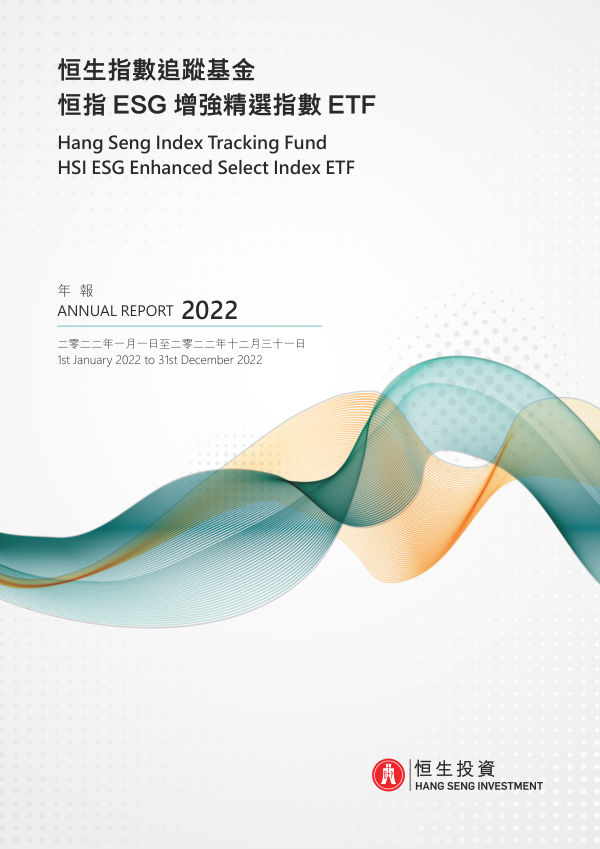 恒生指數追蹤基金
恒指 ESG 增強精選指數 ETF
Hang Seng Index Tracking Fund
HSI ESG Enhanced Select Index ETF
年 報
ANNUAL REPORT 2022
二零二二年一月一日至二零二二年十二月三十一日
1st January 2022 to 31st December 2022
恒生投資
HANG SENG INVESTMENT